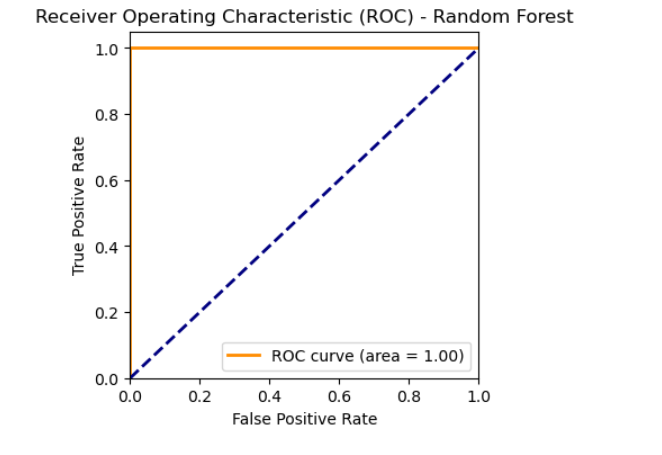 Receiver Operating Characteristic (ROC) - Random Forest
1.0
0.8
0.6
0.4
0.2
0.0
True Positive Rate
ROC curve (area = 1.00)
0.0 0.2 0.4 0.6 0.8 1.0
False Positive Rate